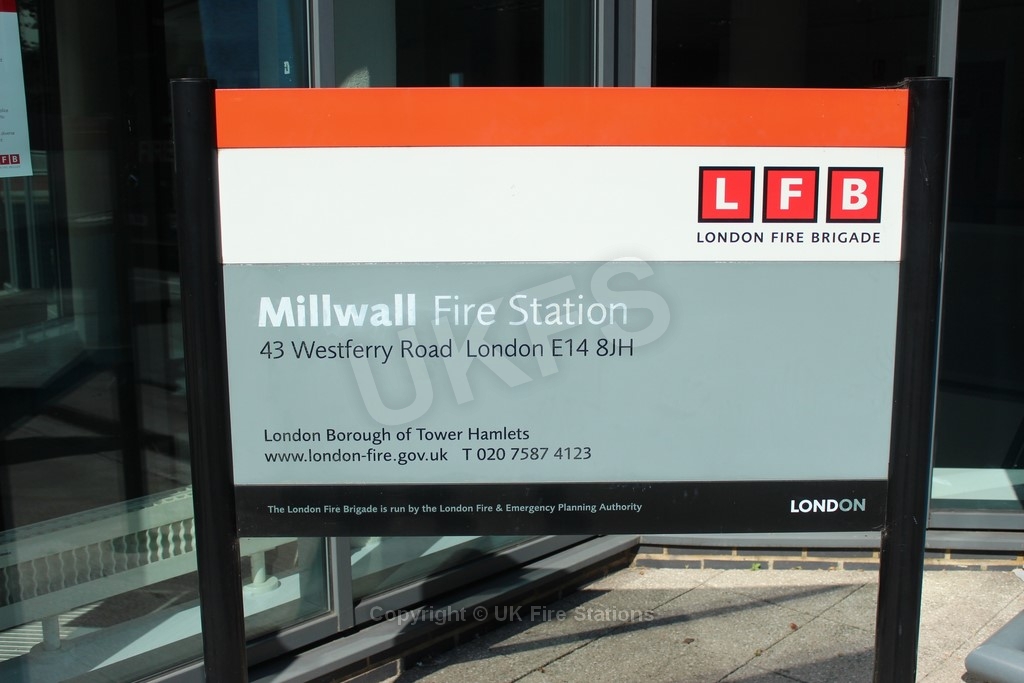 LFB
LONDON FIRE BRIGADE
Millwall Fire Station
43 Westferry Road London E14 8JH
UKFS
London Borough of Tower Hamlets
www.london-fire.gov.uk T 020 7587 4123
The London Fire Brigade is run by the London Fire & Emergency Planning Authority
LONDON
Copyright © UK Fire Stations